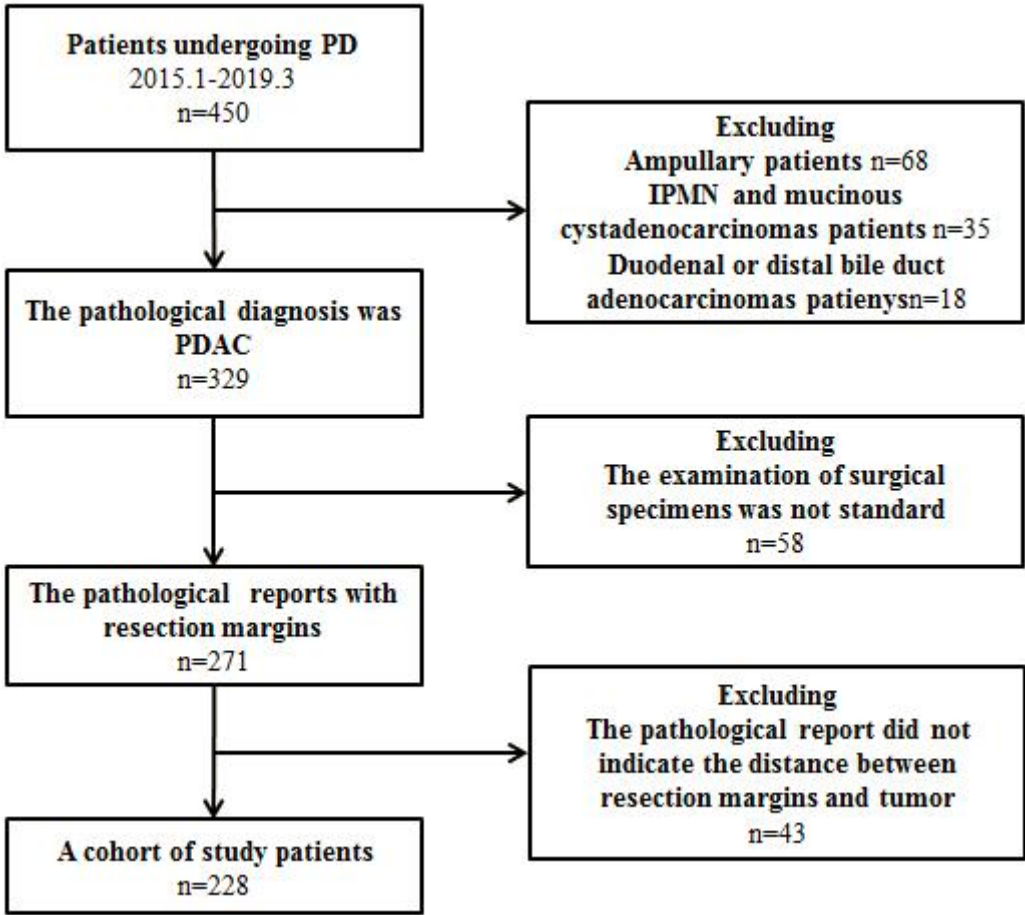 Patients undergoing PD
2015.1-2019.3
n=450
Excluding
Ampullary patients n=68
IPMN and mucinous
cystadenocarcinomas patients n=35
Duodenal or distal bile duct
adenocarcinomas patienysn=18
The pathological diagnosis was
PDAC
n=329
Excluding
The examination of surgical
specimens was not standard
n=58
The pathological reports with
resection margins
n=271
Excluding
The pathological report did not
indicate the distance between
resection margins and tumor
n=43
A cohort of study patients
n=228